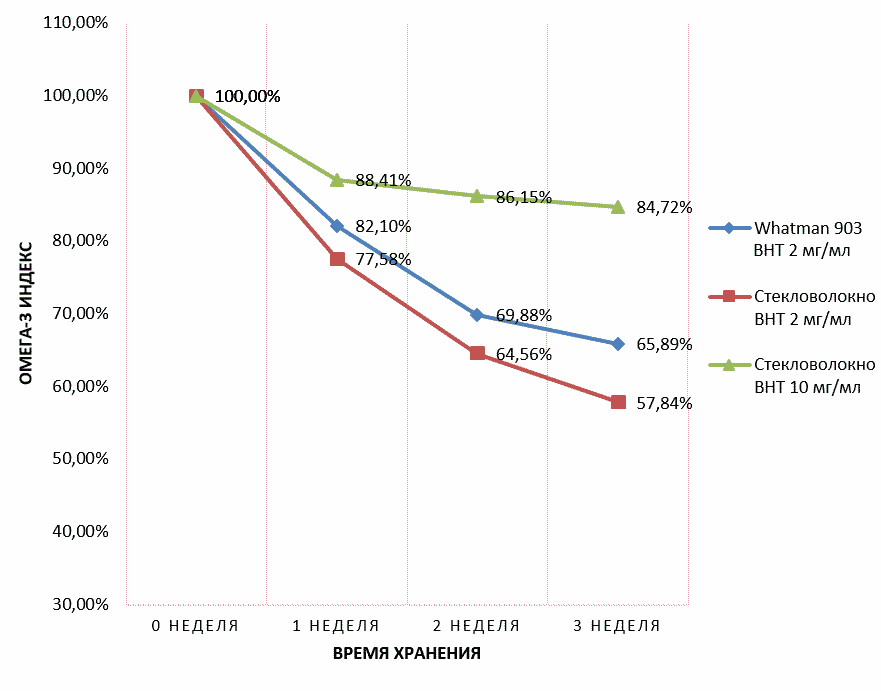 110,00%
100,00%
90,00%
80,00%
70,00%
60,00%
50,00%
40,00%
30,00%
ОМЕГА-3 ИНДЕКС
100,00%
88,41%
86,15%
84,72%
82,10%
77,58%
69,88%
65,89%
64,56%
57,84%
0 НЕДЕЛЯ
1 НЕДЕЛЯ
2 НЕДЕЛЯ
3 НЕДЕЛЯ
ВРЕМЯ ХРАНЕНИЯ
Whatman 903
ВНТ 2 мг/мл
Стекловолокно
ВНТ 2 мг/мл
Стекловолокно
ВНТ 10 мг/мл